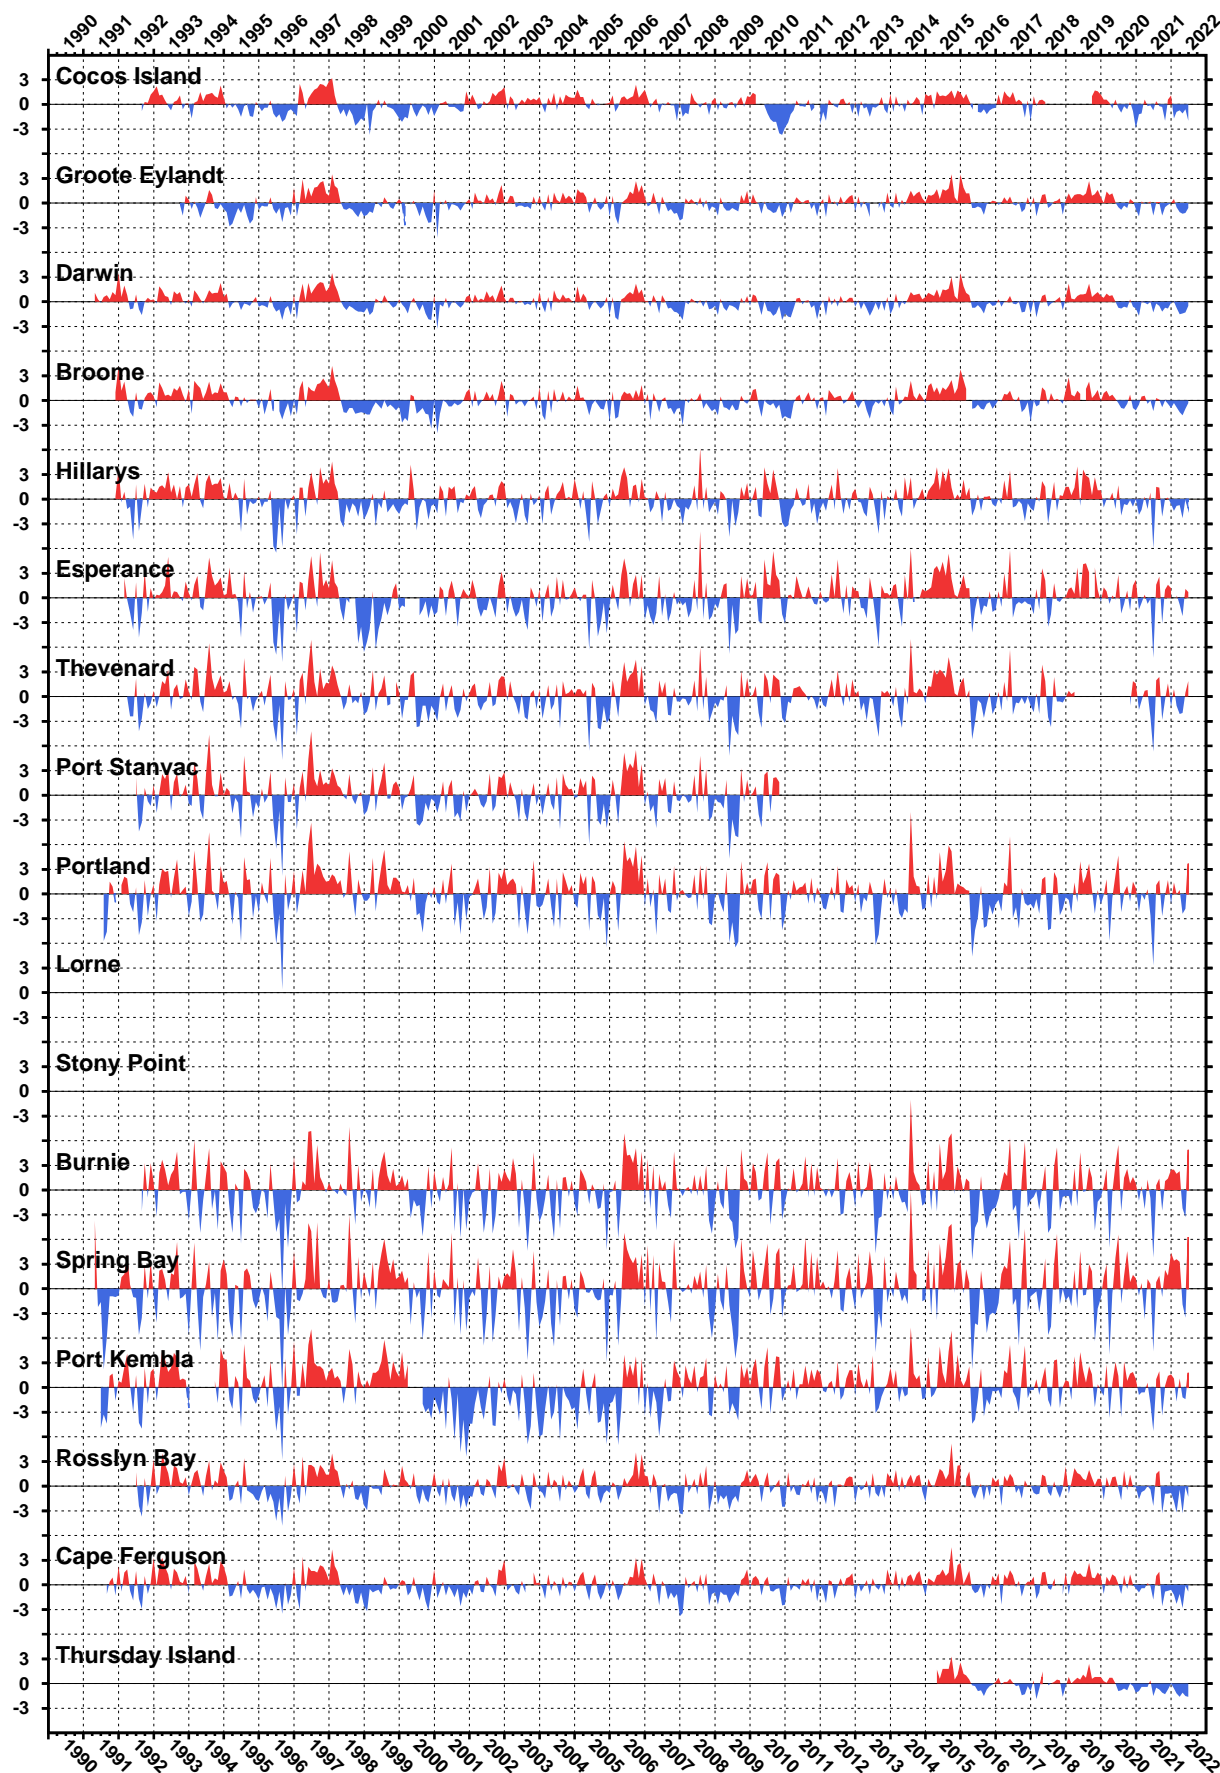 1990 1991 1992 1993 1994 1995 1996 1997 1998 1999 2000 2001 2002 2003 2004 2005 2006 2007 2008 2009 2010 2011 2012 2013 2014 2015 2016 2017 2018 2019 2020 2021 2022
Cocos Island
3
0
-3
Groote Eylandt
3
0
-3
Darwin
3
0
-3
Broome
3
0
-3
Hillarys
3
0
-3
Esperance
3
0
-3
Thevenard
3
0
-3
Port Stanvac
3
0
-3
Portland
3
0
-3
Lorne
3
0
-3
Stony Point
3
0
-3
Burnie
3
0
-3
Spring Bay
3
0
-3
Port Kembla
3
0
-3
Rosslyn Bay
3
0
-3
Cape Ferguson
3
0
-3
Thursday Island
3
0
-3
1990 1991 1992 1993 1994 1995 1996 1997 1998 1999 2000 2001 2002 2003 2004 2005 2006 2007 2008 2009 2010 2011 2012 2013 2014 2015 2016 2017 2018 2019 2020 2021 2022